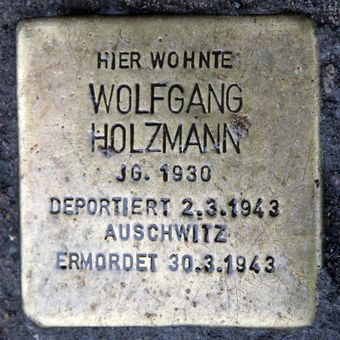 HIER WOHNTE
WOLFGANG
HOLZMANN
JG. 1930
DEPORTIERT 2.3.1943
AUSCHWITZ
ERMORDET 30.3.1943